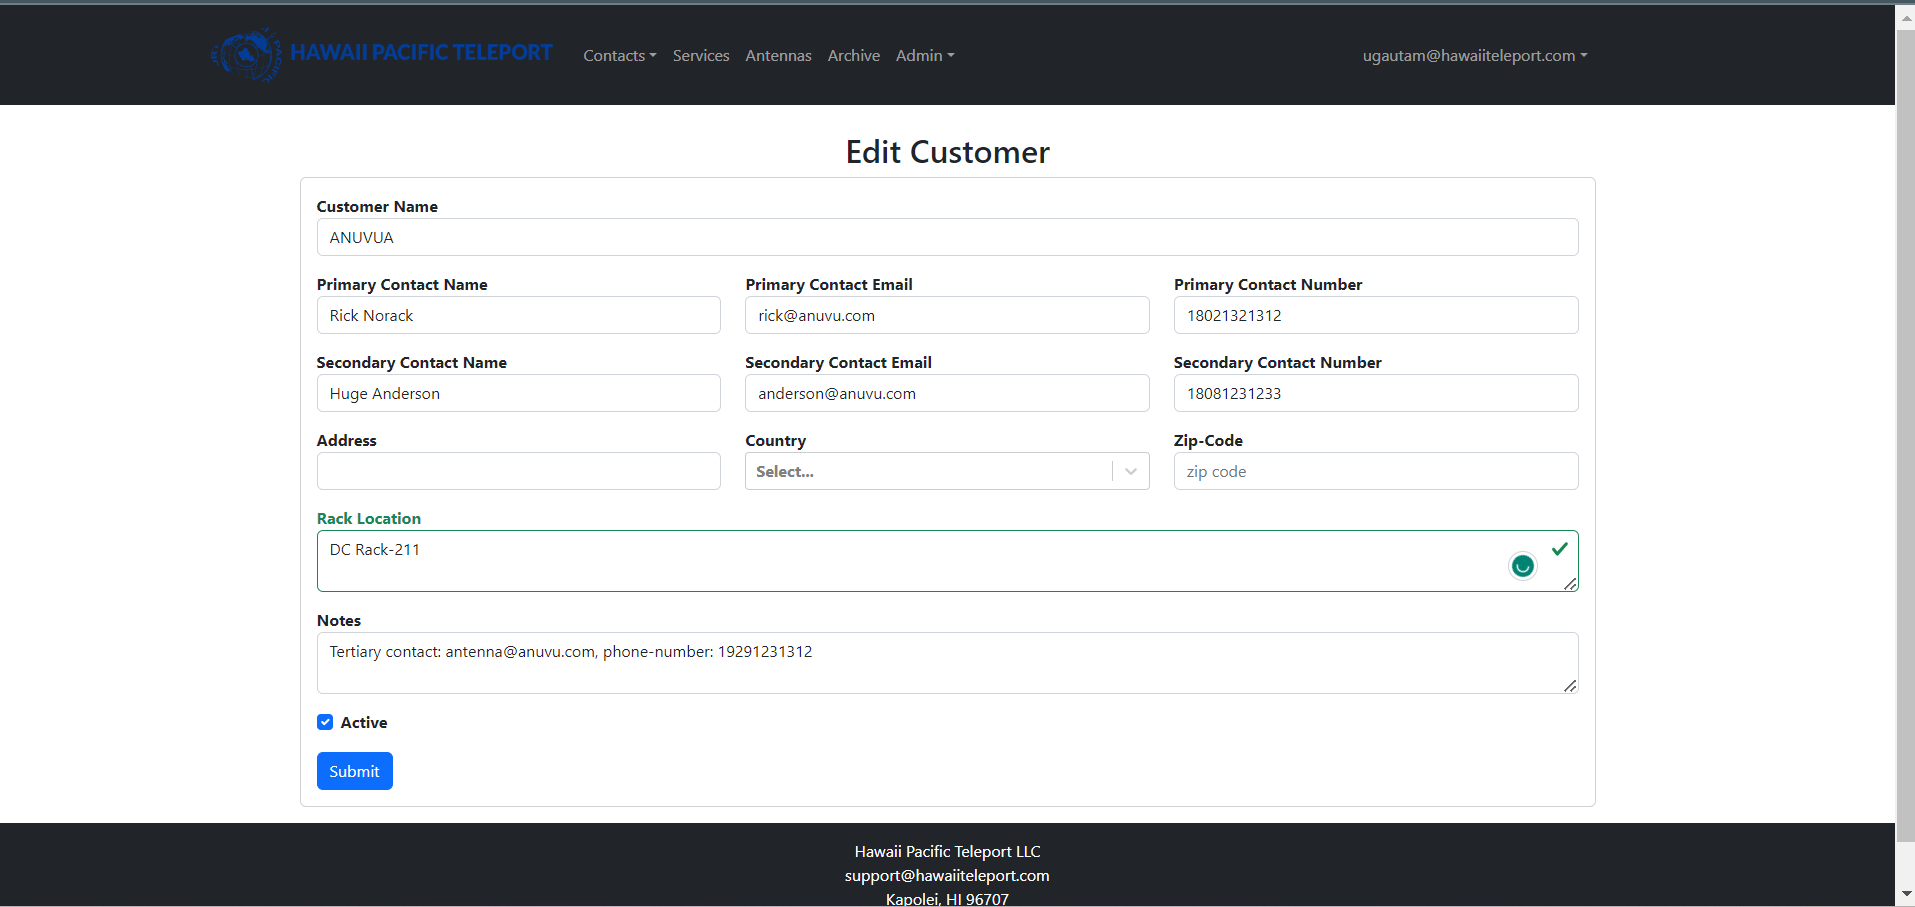 HAWAII PACIFIC TELEPORT
Contacts Services Antennas Archive Admin ugautam@hawaiiteleport.com
Edit Customer
Customer Name
ANUVUA
Primary Contact Name Primary Contact Email Primary Contact Number
Rick Norack rick@anuvu.com 18021321312
Secondary Contact Name Secondary Contact Email Secondary Contact Number
Huge Anderson anderson@anuvu.com 18081231233
Address Country Zip-Code
Select... zip code
Rack Location
DC Rack-211
Notes
Tertiary contact: antenna@anuvu.com, phone-number: 19291231312
Active
Submit
Hawaii Pacific Teleport LLC
support@hawaiiteleport.com
Kapolei, HI 96707